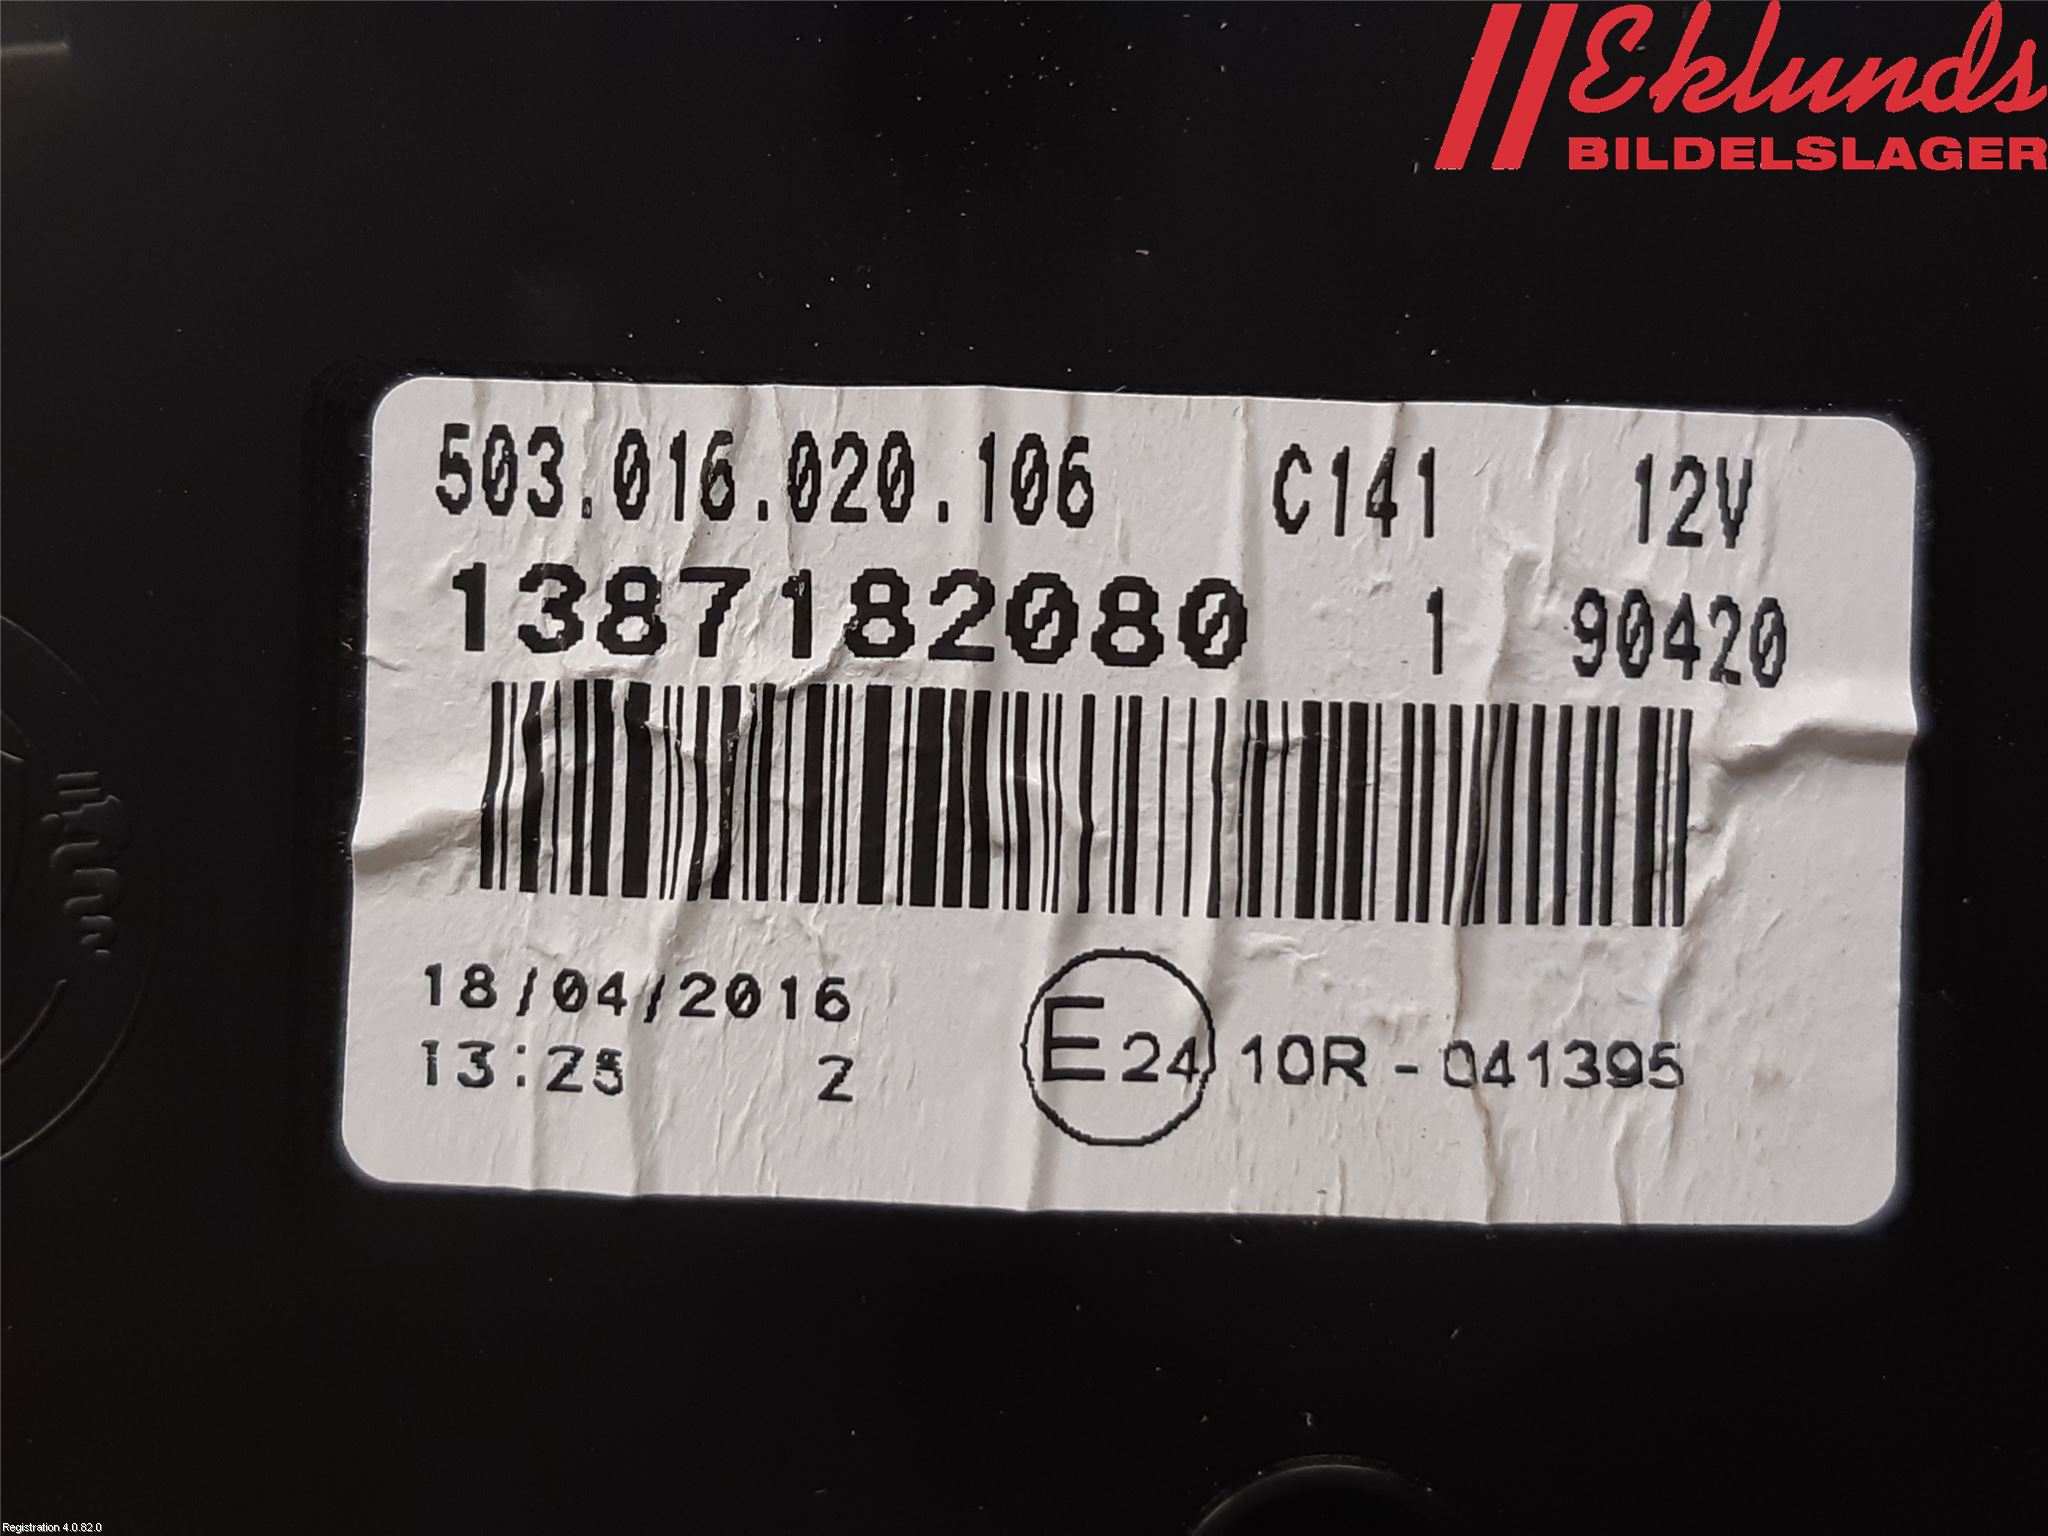 Eklunds
BILDELSLAGER
503.016.020.106 C141 12V
1387182080 1 90420
18/04/2016
13:25 2 E24 10R-041395
Registration 4.0.82.0